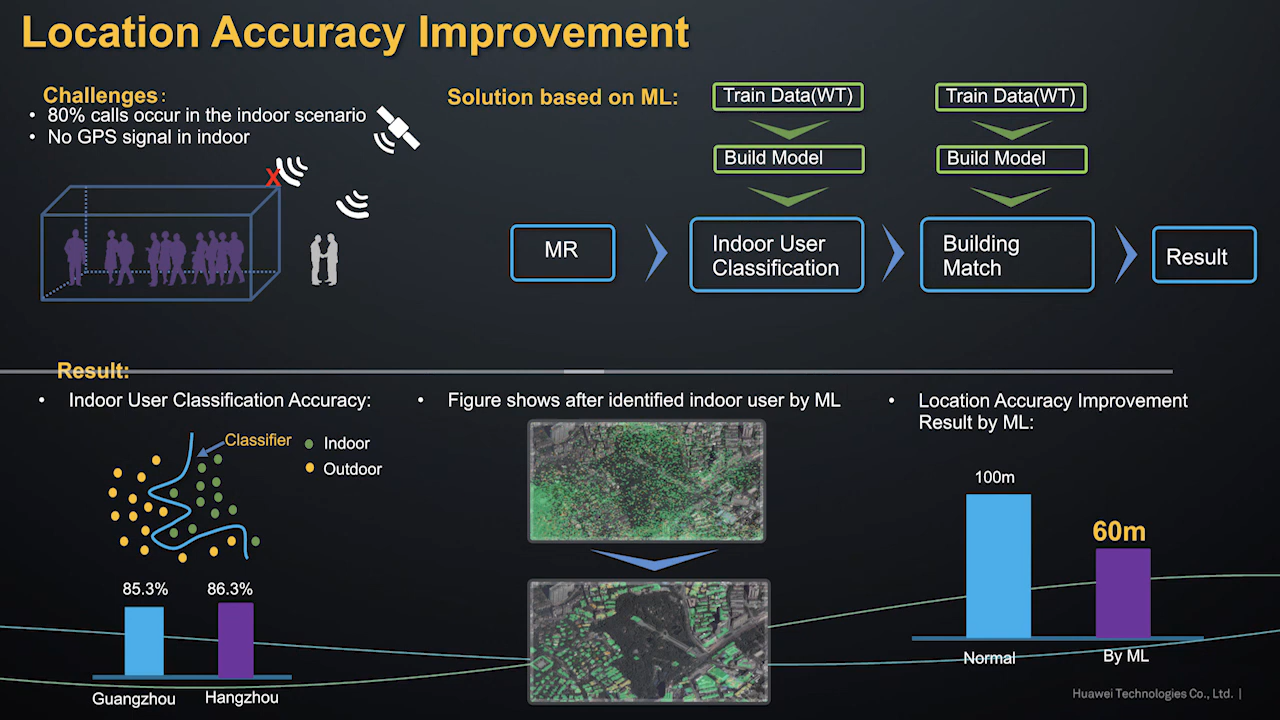 Location Accuracy Improvement
Challenges:
• 80% calls occur in the indoor scenario
• No GPS signal in indoor
X
Solution based on ML:
Train Data(WT)
Train Data(WT)
Build Model
Build Model
MR
Indoor User
Classification
Building
Match
Result
Result:
• Indoor User Classification Accuracy:
Classifier
Indoor
Outdoor
85.3%
86.3%
Guangzhou
Hangzhou
• Figure shows after identified indoor user by ML
• Location Accuracy Improvement
Result by ML:
100m
60m
Normal
By ML
Huawei Technologies Co., Ltd. |